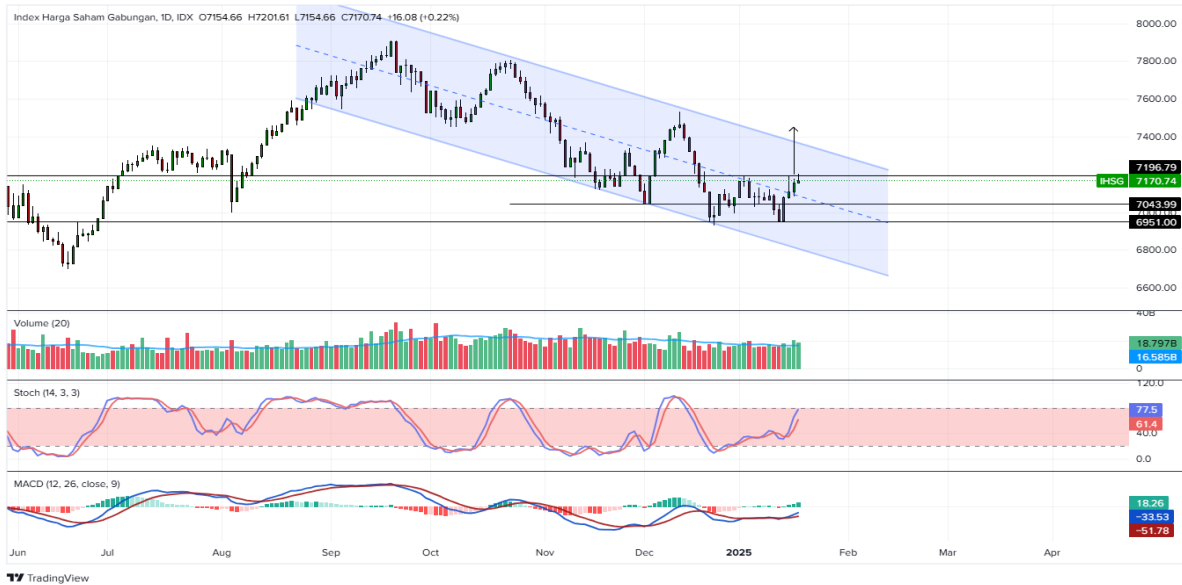 Index Harga Saham Gabungan, 1D, IDX O7154.66 H7201.61 L7154.66 C7170.74 +16.08 (+0.22%)
8000.00
7800.00
7600.00
7400.00
7196.79
IHSG 7170.74
7043.99
6951.00
6800.00
6600.00
Volume (20)
40B
18.797B
16.585B
0
Stoch (14, 3, 3)
120.0
77.5
61.4
40.0
0.0
MACD (12, 26, close, 9)
18.26
−33.53
−51.78
Jun Jul Aug Sep Oct Nov Dec 2025 Feb Mar Apr
TradingView